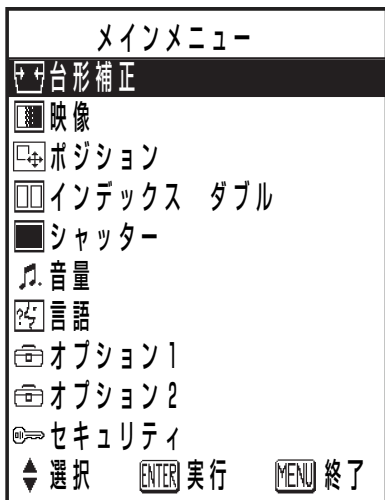 メインメニュー
台形補正
映像
ポジション
インデックス ダブル
シャッター
音量
言語
オプション1
オプション2
セキュリティ
選択 ENTER 実行 MENU 終了